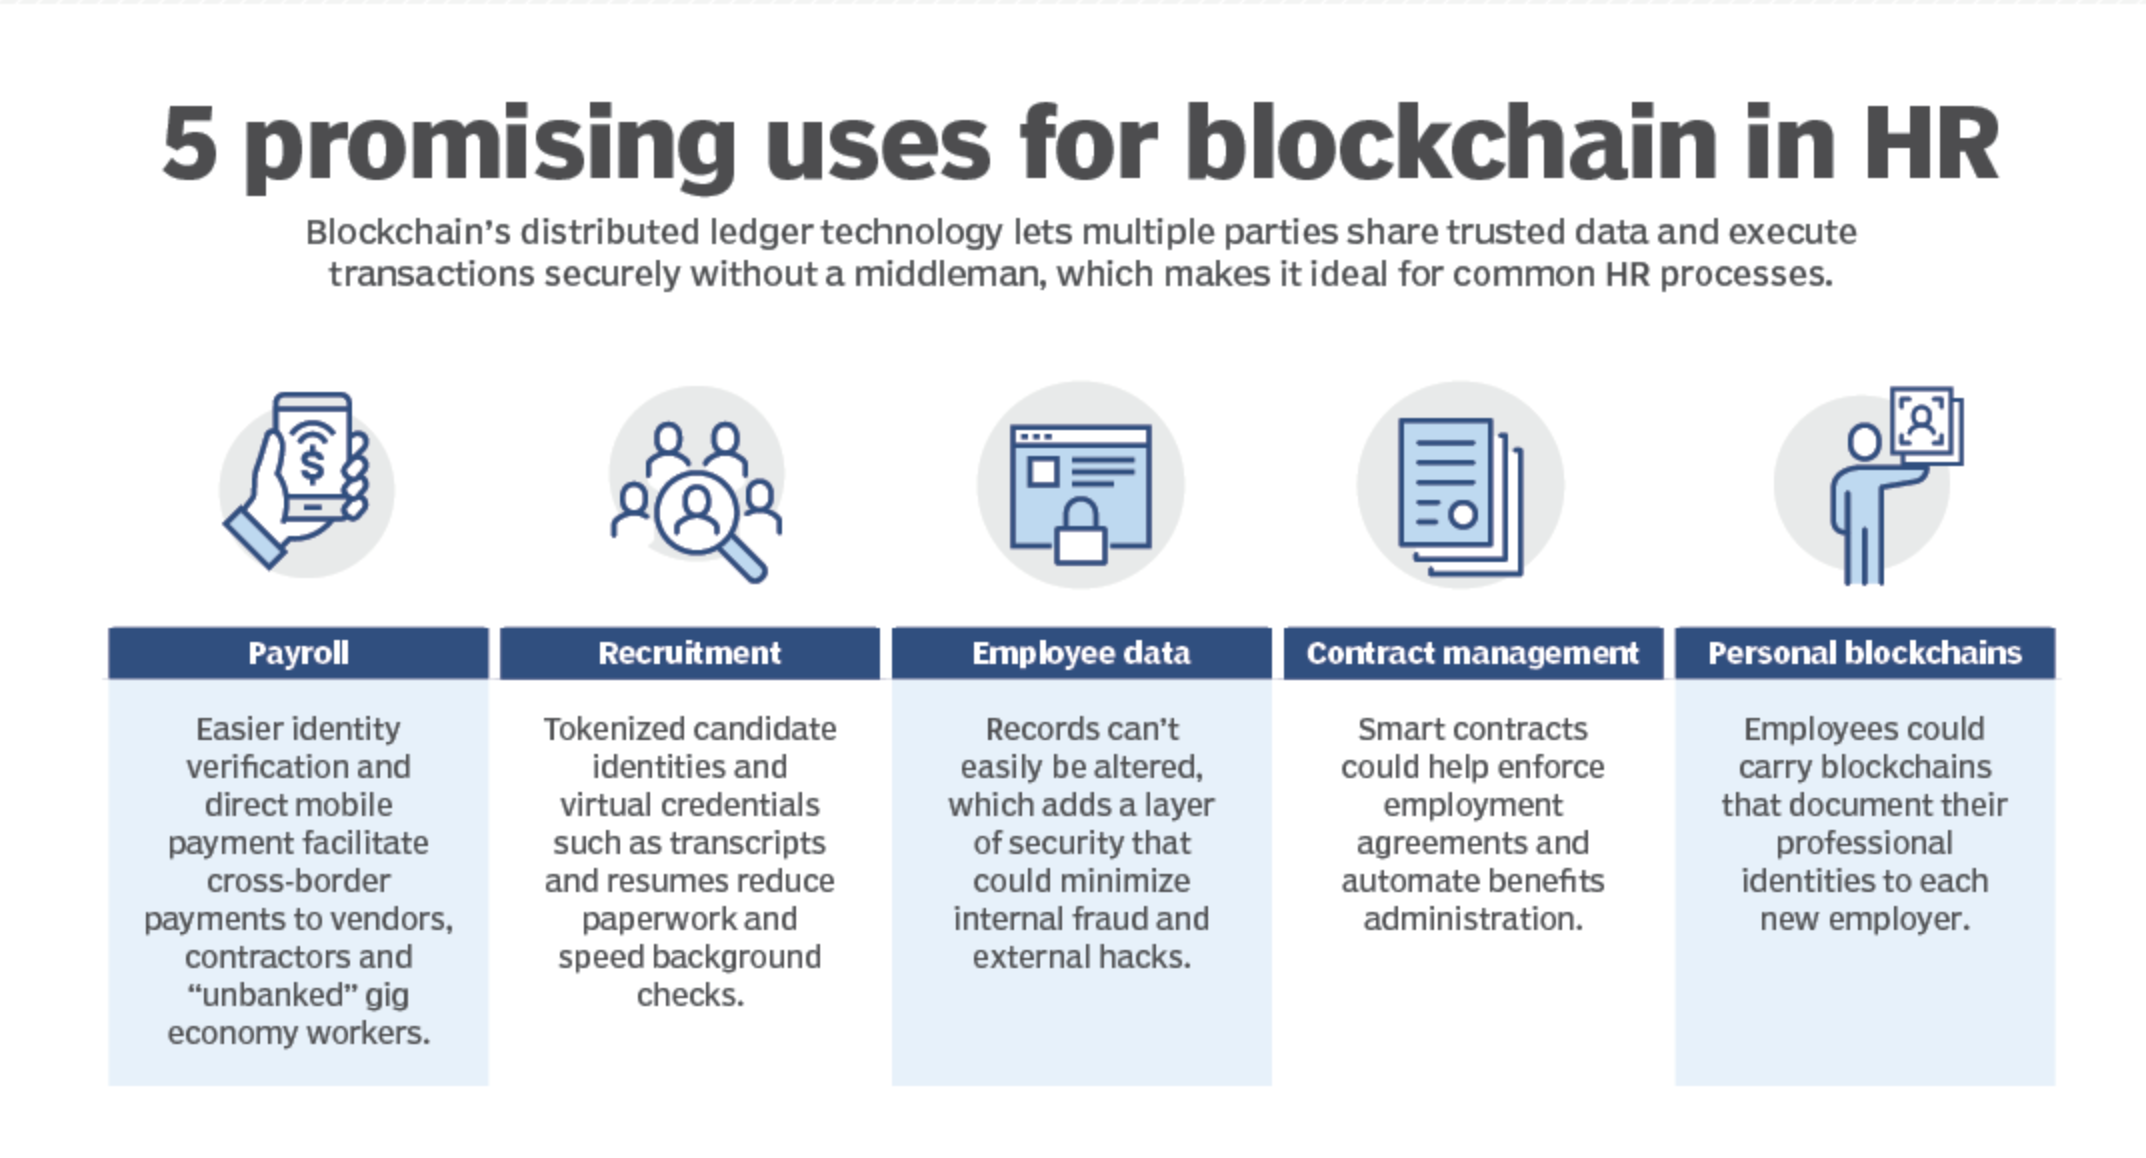 5 promising uses for blockchain in HR
Blockchain’s distributed ledger technology lets multiple parties share trusted data and execute
transactions securely without a middleman, which makes it ideal for common HR processes.
$
Payroll
Easier identity
verification and
direct mobile
payment facilitate
cross-border
payments to vendors,
contractors and
“unbanked” gig
economy workers.
Recruitment
Tokenized candidate
identities and
virtual credentials
such as transcripts
and resumes reduce
paperwork and
speed background
checks.
Employee data
Records can’t
easily be altered,
which adds a layer
of security that
could minimize
internal fraud and
external hacks.
Contract management
Smart contracts
could help enforce
employment
agreements and
automate benefits
administration.
Personal blockchains
Employees could
carry blockchains
that document their
professional
identities to each
new employer.